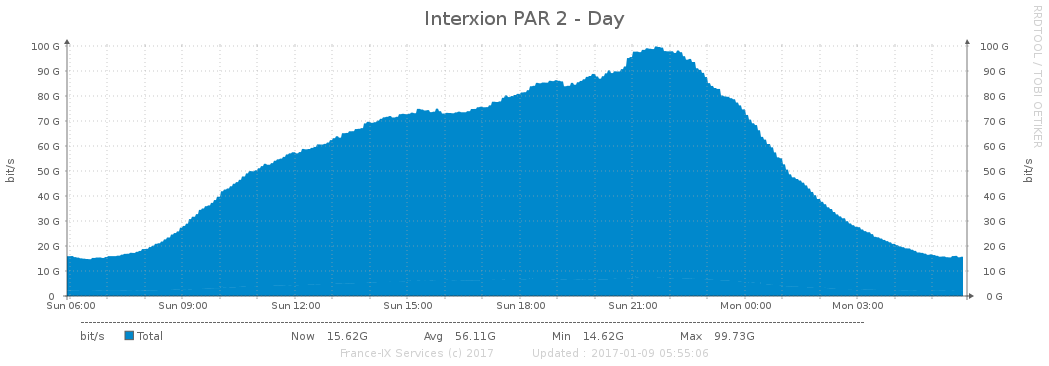 Interxion PAR 2 - Day
RRDTOOL / TOBI OETIKER
bit/s
bit/s
100 G 100 G
90 G 90 G
80 G 80 G
70 G 70 G
60 G 60 G
50 G 50 G
40 G 40 G
30 G 30 G
20 G 20 G
10 G 10 G
0 0 G
Sun 06:00 Sun 09:00 Sun 12:00 Sun 15:00 Sun 18:00 Sun 21:00 Mon 00:00 Mon 03:00
bit/s Total Now 15.62G Avg 56.11G Min 14.62G Max 99.73G
France-IX Services (c) 2017 Updated : 2017-01-09 05:55:06